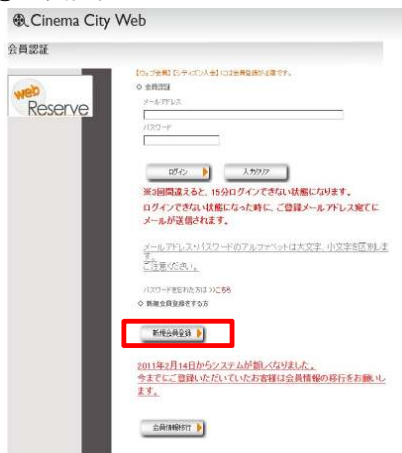 Cinema City Web
会員認証
【ウェブ会員】【シティズン入会】には会員登録が必要です。
web
Reserve
◇ 会員認証
メールアドレス
パスワード
ログイン
入力クリア
※3回間違えると、15分ログインできない状態になります。
ログインできない状態になった時に、ご登録メールアドレス宛てに
メールが送信されます。
メールアドレス・パスワードのアルファベットは大文字、小文字を区別しま
す。
ご注意ください。
パスワードを忘れた方は >>こちら
◇ 新規会員登録をする方
新規会員登録
2011年2月14日からシステムが新しくなりました。
今までにご登録いただいていたお客様は会員情報の移行をお願いし
ます。
会員情報移行